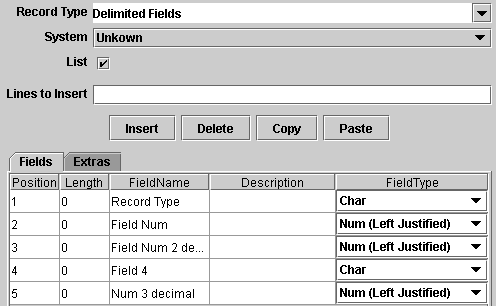 Record Type Delimited Fields
System Unkown
List
Lines to Insert
Insert Delete Copy Paste
Fields Extras
Position Length FieldName Description FieldType
1 0 Record Type Char
2 0 Field Num Num (Left Justified)
3 0 Field Num 2 de... Num (Left Justified)
4 0 Field 4 Char
5 0 Num 3 decimal Num (Left Justified)